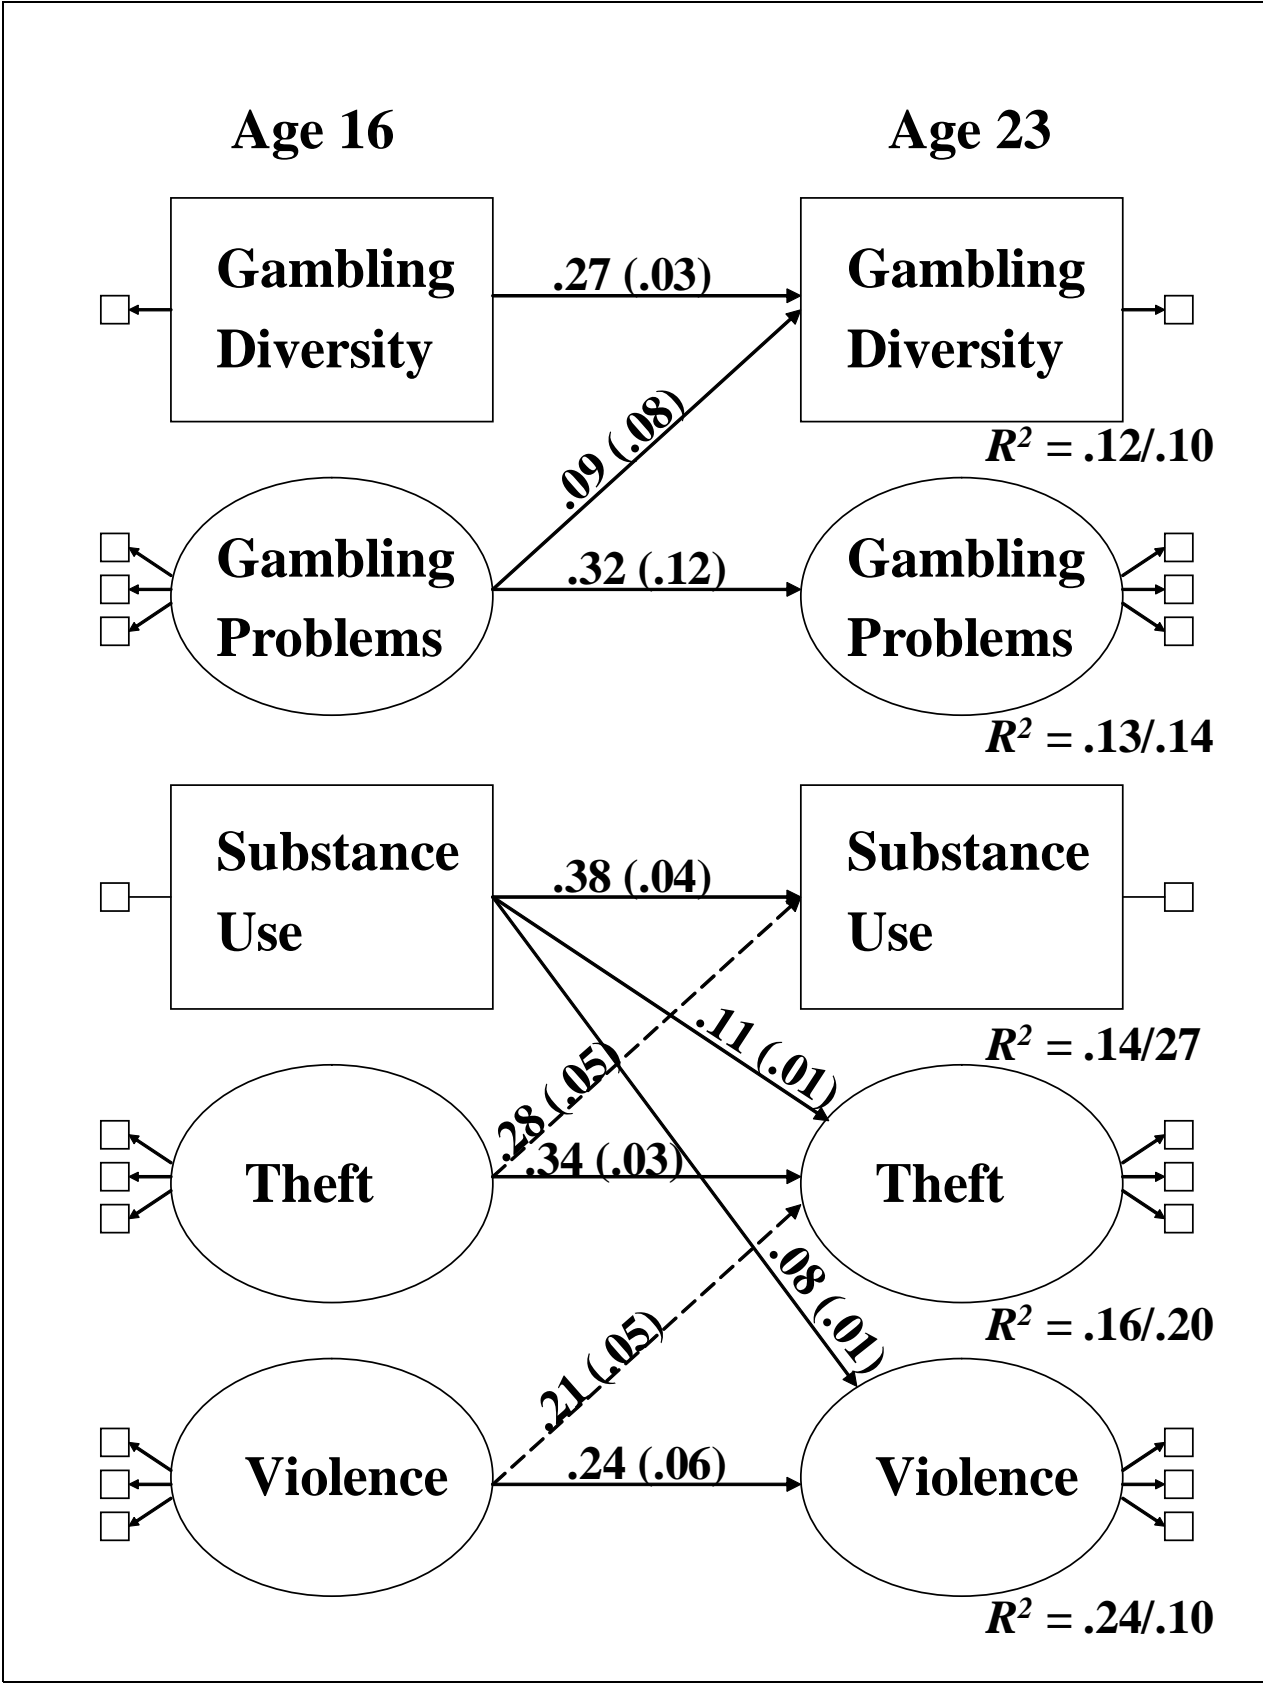 Age 16
Age 23
Gambling
Diversity
.27 (.03)
Gambling
Diversity
R² = .12/.10
.09 (.08)
Gambling
Problems
.32 (.12)
Gambling
Problems
R² = .13/.14
Substance
Use
.38 (.04)
Substance
Use
R² = .14/27
.11 (.01)
.28 (.05)
Theft
.34 (.03)
Theft
R² = .16/.20
.08 (.01)
.21 (.05)
Violence
.24 (.06)
Violence
R² = .24/.10